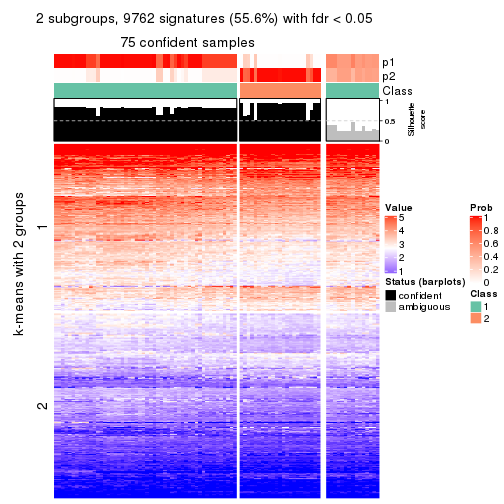 2 subgroups, 9762 signatures (55.6%) with fdr < 0.05
75 confident samples
p1
p2
Class
1
0.5
0
Silhouette
score
k-means with 2 groups
1
2
Value
5
4
3
2
1
Status (barplots)
confident
ambiguous
Prob
1
0.8
0.6
0.4
0.2
0
Class
1
2